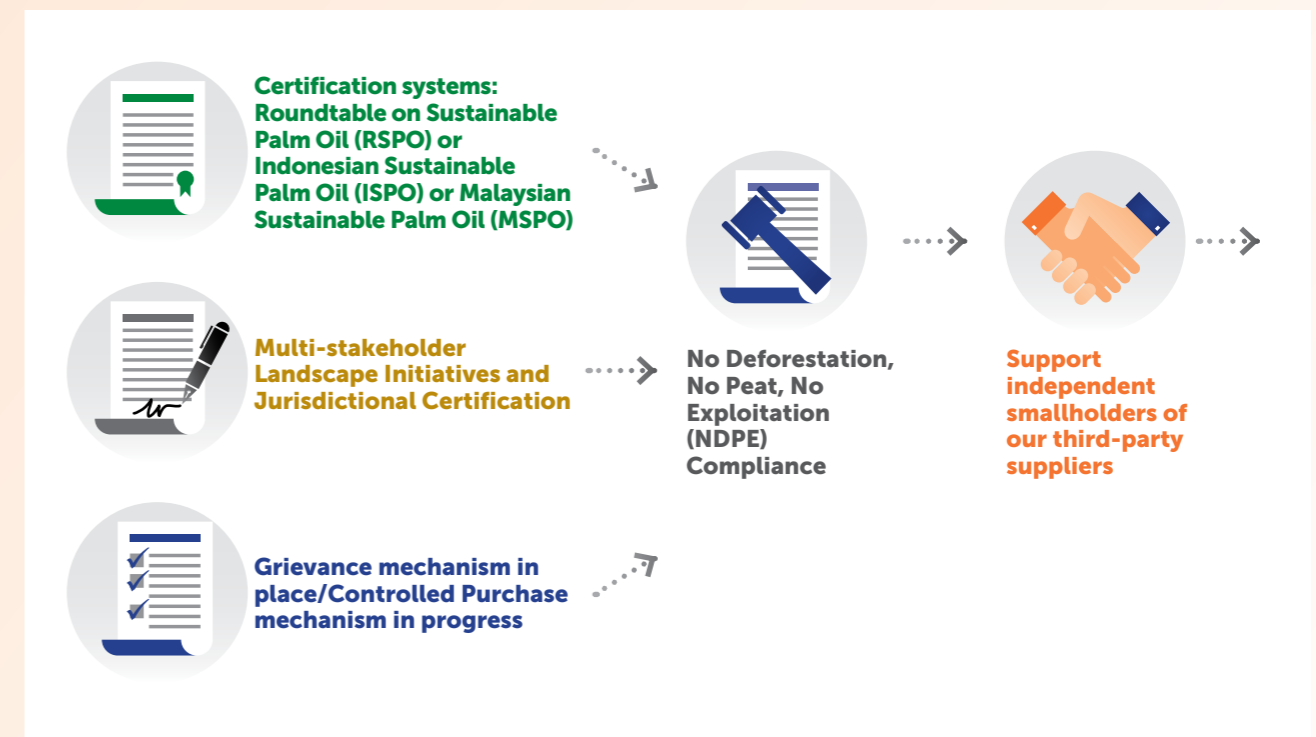 Certification systems:
Roundtable on Sustainable
Palm Oil (RSPO) or
Indonesian Sustainable
Palm Oil (ISPO) or Malaysian
Sustainable Palm Oil (MSPO)
Multi-stakeholder
Landscape Initiatives and
Jurisdictional Certification
Grievance mechanism in
place/Controlled Purchase
mechanism in progress
No Deforestation,
No Peat, No
Exploitation
(NDPE)
Compliance
Support
independent
smallholders of
our third-party
suppliers